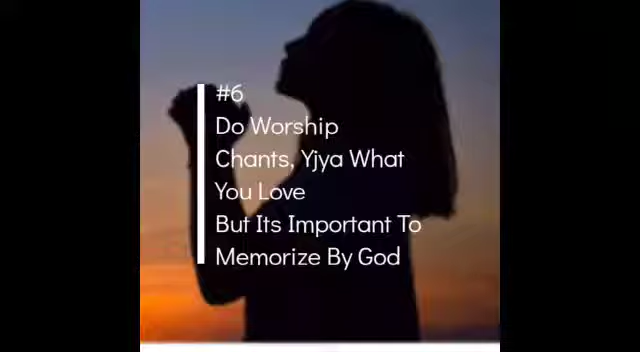 #6
Do Worship
Chants, Yjya What
You Love
But Its Important To
Memorize By God